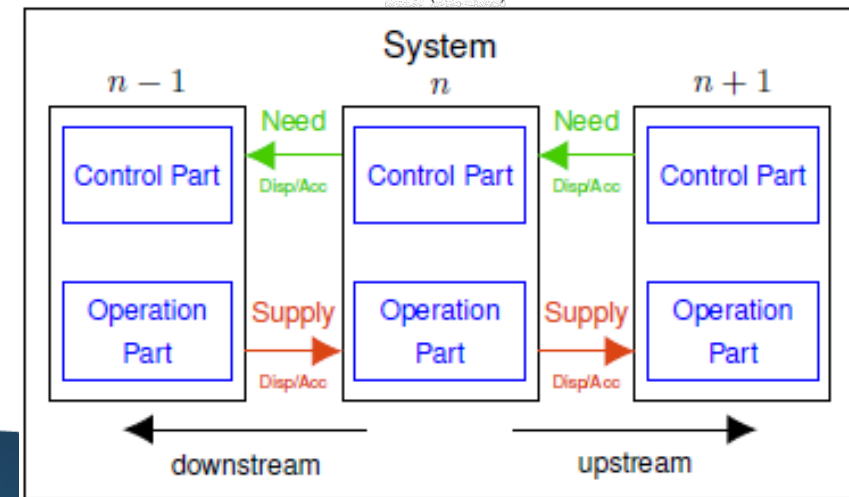 System
n − 1
n
n + 1
Need
Need
Control Part
Disp/Acc
Control Part
Disp/Acc
Control Part
Operation
Part
Supply
Disp/Acc
Operation
Part
Supply
Disp/Acc
Operation
Part
downstream
upstream